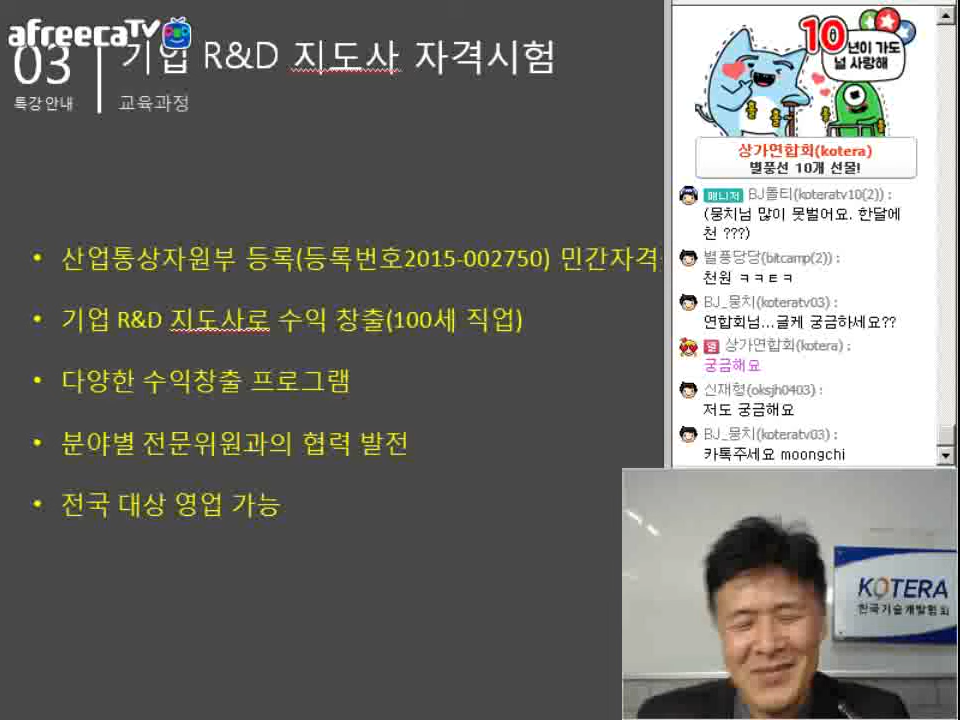 afreecaTV
03
기업 R&D 지도사 자격시험
특강 안내
교육과정
• 산업통상자원부 등록(등록번호2015-002750) 민간자격
• 기업 R&D 지도사로 수익 창출(100세 직업)
• 다양한 수익창출 프로그램
• 분야별 전문위원과의 협력 발전
• 전국 대상 영업 가능
10년이 가도
널 사랑해
상가연합회(kotera)
별풍선 10개 선물!
매니저 BJ폴티(koteratv10(2)) :
(뭉치님 많이 못벌어요. 한달에
천 ???)
별풍당당(bitcamp(2)) :
천원 ㅋㅋㅌㅋ
BJ_뭉치(koteratv03) :
연합회님...글케 궁금하세요??
열 상가연합회(kotera) :
궁금해요
신재형(oksjh0403) :
저도 궁금해요
BJ_뭉치(koteratv03) :
카톡주세요 moongchi
KOTERA
한국기술개발협회